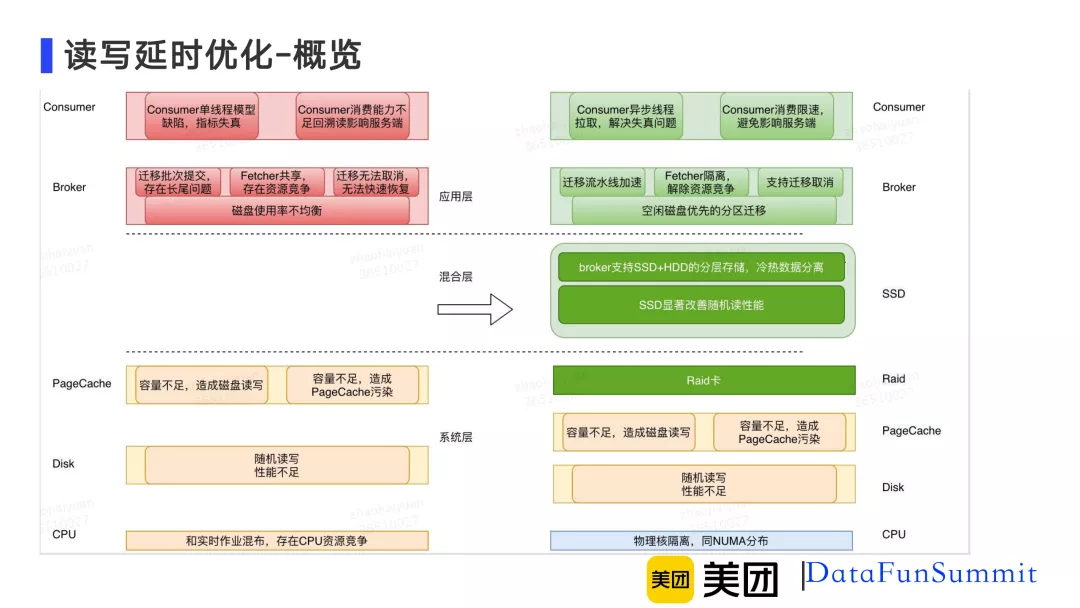 读写延时优化-概览
Consumer
Consumer单线程模型
缺陷，指标失真
Consumer消费能力不
足回溯读影响服务端
Consumer异步线程
拉取，解决失真问题
Consumer消费限速，
避免影响服务端
Consumer
Broker
迁移批次提交，
存在长尾问题
Fetcher共享，
存在资源竞争
迁移无法取消，
无法快速恢复
磁盘使用率不均衡
应用层
迁移流水线加速
Fetcher隔离，
解除资源竞争
支持迁移取消
空闲磁盘优先的分区迁移
Broker
混合层
broker支持SSD+HDD的分层存储，冷热数据分离
SSD显著改善随机读性能
SSD
PageCache
容量不足，造成磁盘读写
容量不足，造成
PageCache污染
Raid卡
Raid
系统层
容量不足，造成磁盘读写
容量不足，造成
PageCache污染
PageCache
Disk
随机读写
性能不足
随机读写
性能不足
Disk
CPU
和实时作业混布，存在CPU资源竞争
物理核隔离，同NUMA分布
CPU
美团 美团
DataFunSummit